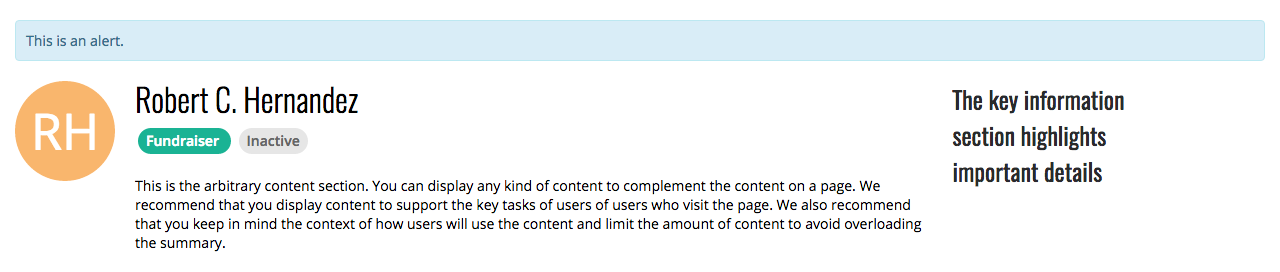 This is an alert.
RH
Robert C. Hernandez
Fundraiser Inactive
This is the arbitrary content section. You can display any kind of content to complement the content on a page. We
recommend that you display content to support the key tasks of users of users who visit the page. We also recommend
that you keep in mind the context of how users will use the content and limit the amount of content to avoid overloading
the summary.
The key information
section highlights
important details